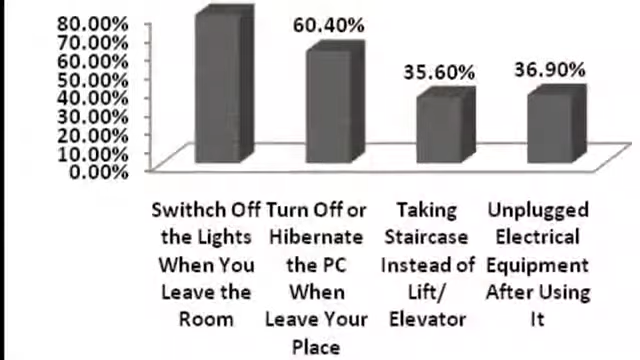 80.00%
70.00%
60.00%
50.00%
40.00%
30.00%
20.00%
10.00%
0.00%
60.40%
35.60%
36.90%
Swithch Off
the Lights
When You
Leave the
Room
Turn Off or
Hibernate
the PC
When
Leave Your
Place
Taking
Staircase
Instead of
Lift/
Elevator
Unplugged
Electrical
Equipment
After Using
It